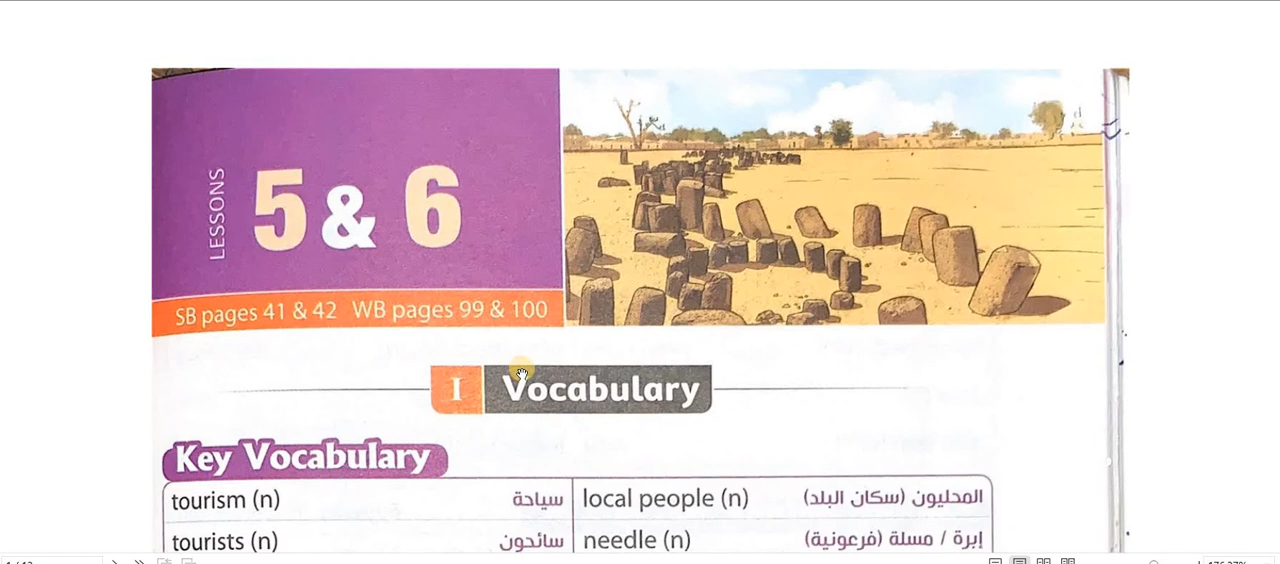 LESSONS
5 & 6
SB pages 41 & 42 WB pages 99 & 100
I Vocabulary
Key Vocabulary
tourism (n) سياحة local people (n) المحليون (سكان البلد)
tourists (n) سائحون needle (n) إبرة / مسلة (فرعونية)